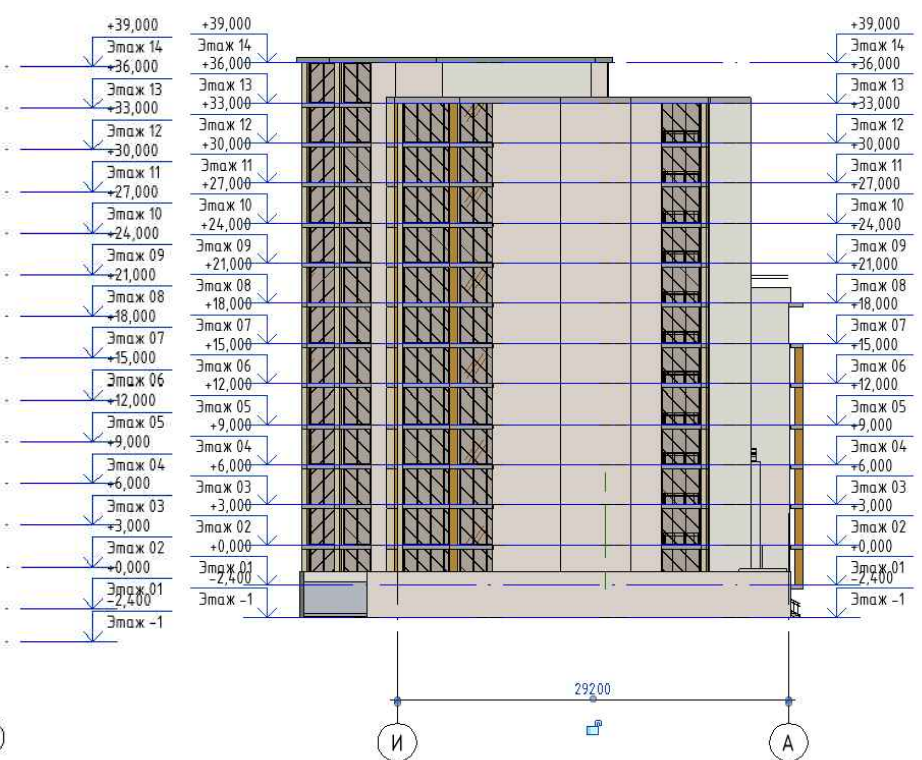 +39,000 +39,000 +39,000
Этаж 14 Этаж 14 Этаж 14
+36,000 +36,000 +36,000
Этаж 13 Этаж 13 Этаж 13
+33,000 +33,000 +33,000
Этаж 12 Этаж 12 Этаж 12
+30,000 +30,000 +30,000
Этаж 11 Этаж 11 Этаж 11
+27,000 +27,000 +27,000
Этаж 10 Этаж 10 Этаж 10
+24,000 +24,000 +24,000
Этаж 09 Этаж 09 Этаж 09
+21,000 +21,000 +21,000
Этаж 08 Этаж 08 Этаж 08
+18,000 +18,000 +18,000
Этаж 07 Этаж 07 Этаж 07
+15,000 +15,000 +15,000
Этаж 06 Этаж 06 Этаж 06
+12,000 +12,000 +12,000
Этаж 05 Этаж 05 Этаж 05
+9,000 +9,000 +9,000
Этаж 04 Этаж 04 Этаж 04
+6,000 +6,000 +6,000
Этаж 03 Этаж 03 Этаж 03
+3,000 +3,000 +3,000
Этаж 02 Этаж 02 Этаж 02
+0,000 +0,000 +0,000
Этаж 01 Этаж 01 Этаж 01
-2,400 -2,400 -2,400
Этаж -1 Этаж -1 Этаж -1
29200
И А